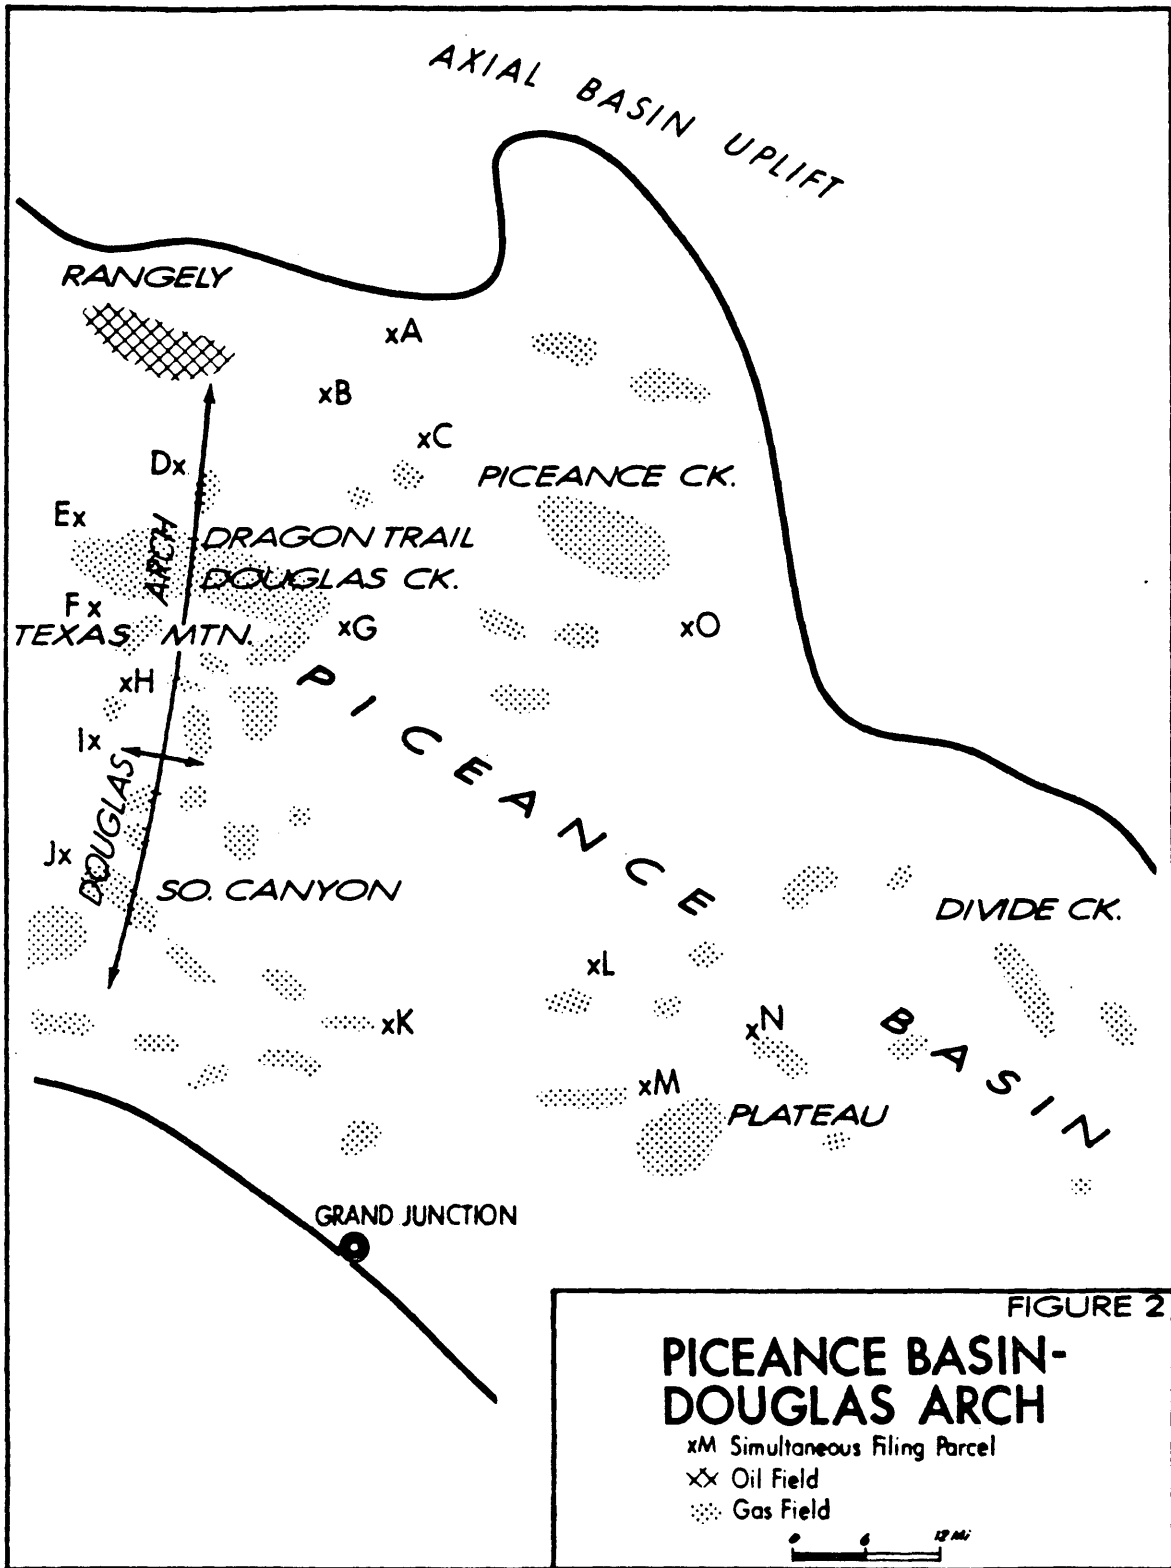 AXIAL BASIN UPLIFT
RANGELY
xA
xB
xC
Dx
PICEANCE CK.
Ex
ARCH
DRAGON TRAIL
DOUGLAS CK.
Fx
TEXAS MTN.
xG
xO
xH
PICEANCE
Ix
DOUGLAS
Jx
SO. CANYON
DIVIDE CK.
xL
xK
xN
BASIN
xM
PLATEAU
GRAND JUNCTION
FIGURE 2
PICEANCE BASIN-
DOUGLAS ARCH
xM Simultaneous Filing Parcel
Oil Field
Gas Field
0 6 12 Mi